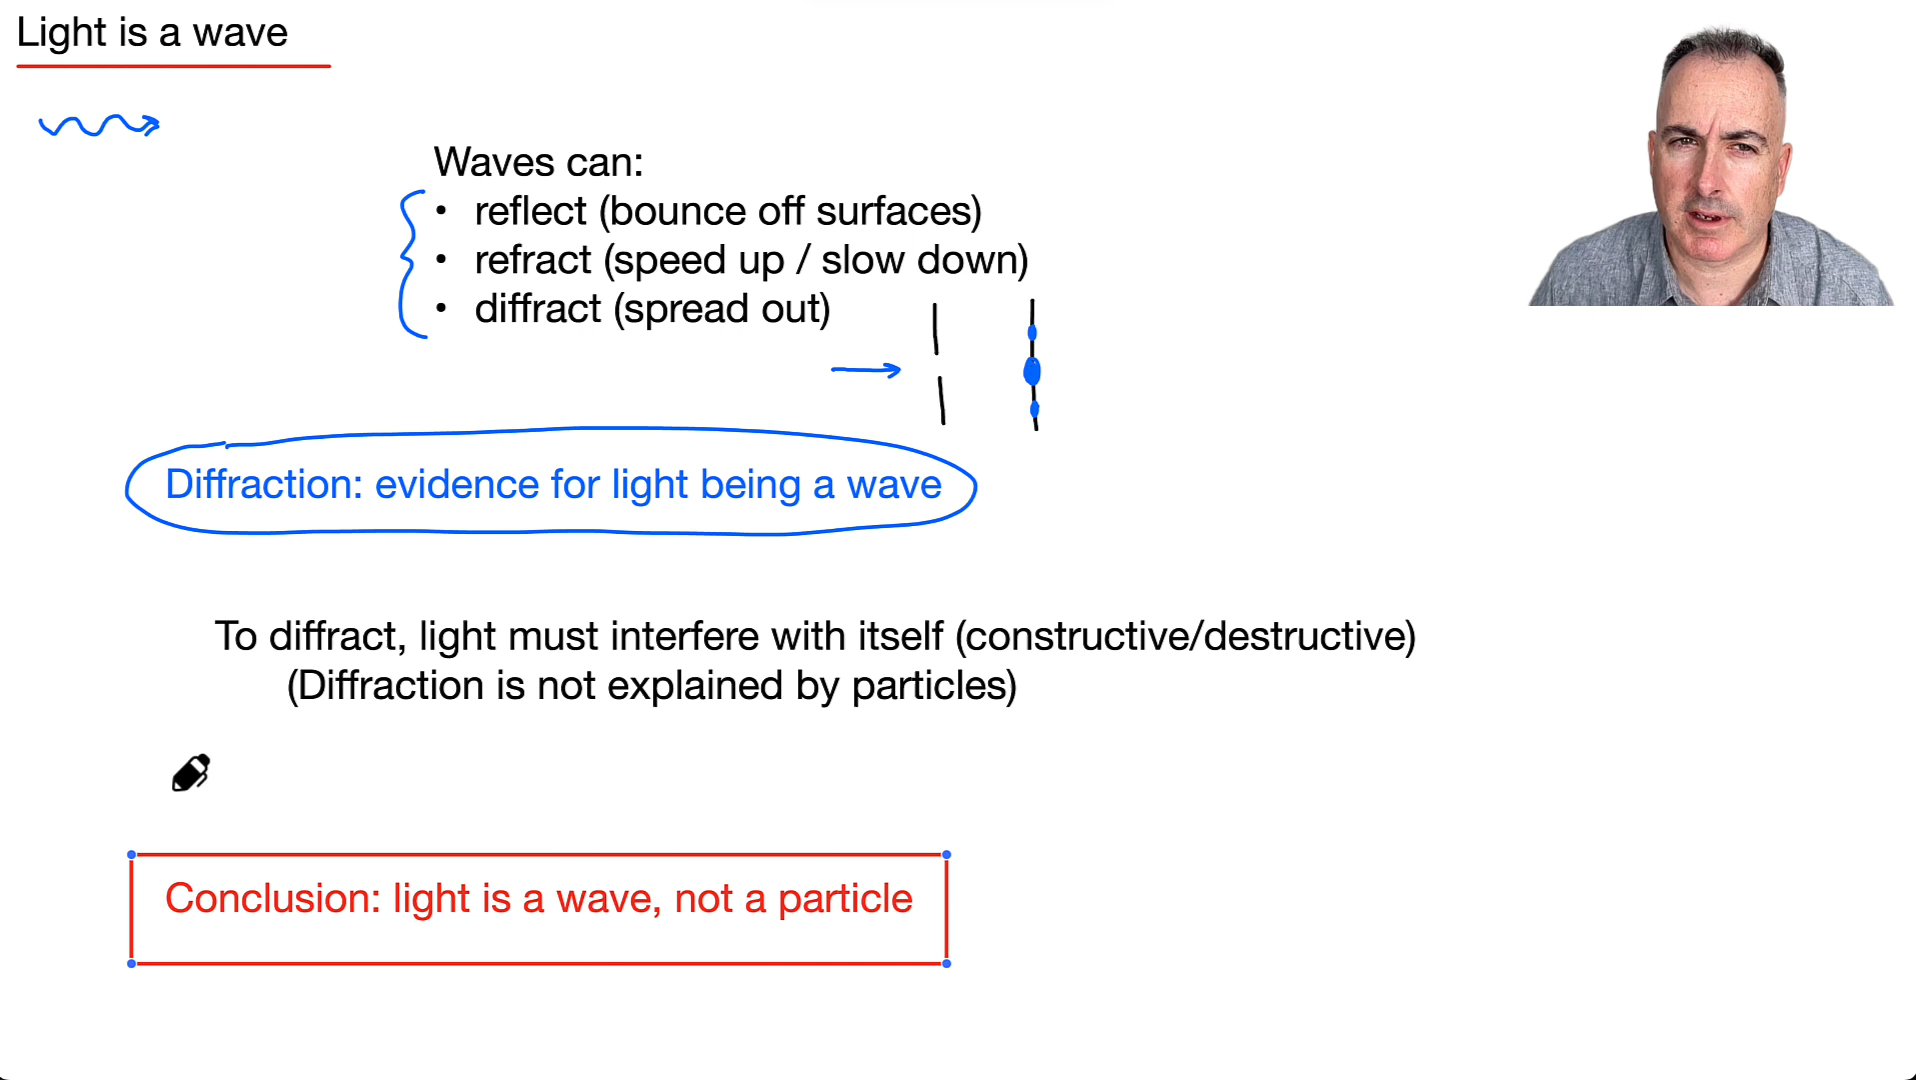 Light is a wave
Waves can:
• reflect (bounce off surfaces)
• refract (speed up / slow down)
• diffract (spread out)
Diffraction: evidence for light being a wave
To diffract, light must interfere with itself (constructive/destructive)
(Diffraction is not explained by particles)
Conclusion: light is a wave, not a particle